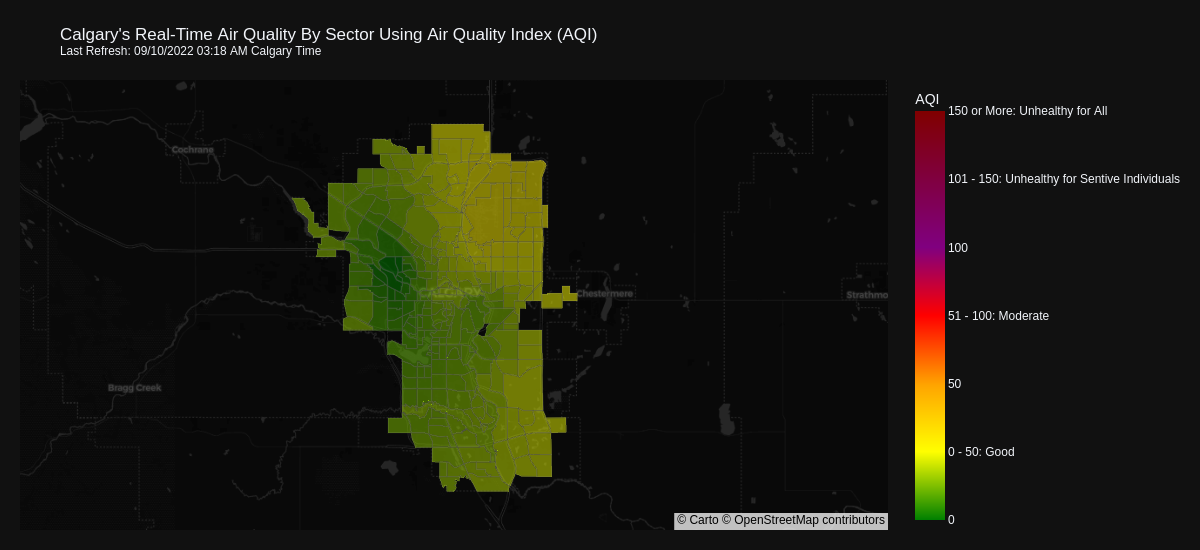 Calgary's Real-Time Air Quality By Sector Using Air Quality Index (AQI)
Last Refresh: 09/10/2022 03:18 AM Calgary Time
AQI
150 or More: Unhealthy for All
Cochrane
101 - 150: Unhealthy for Sentive Individuals
100
CALGARY
Chestermere
Strathmo
51 - 100: Moderate
Bragg Creek
50
0 - 50: Good
0
© Carto © OpenStreetMap contributors